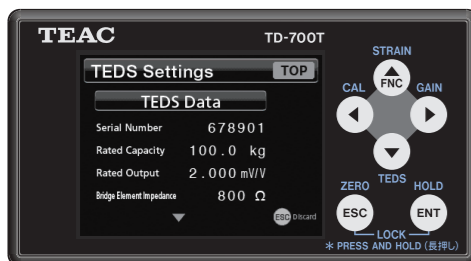 TEAC TD-700T
STRAIN
TEDS Settings TOP
FNC
TEDS Data
CAL GAIN
Serial Number 678901
Rated Capacity 100.0 kg
Rated Output 2.000 mV/V
TEDS
ZERO HOLD
Bridge Element Impedance 800 Ω
ESC Discard
ESC ENT
LOCK
* PRESS AND HOLD (長押し)